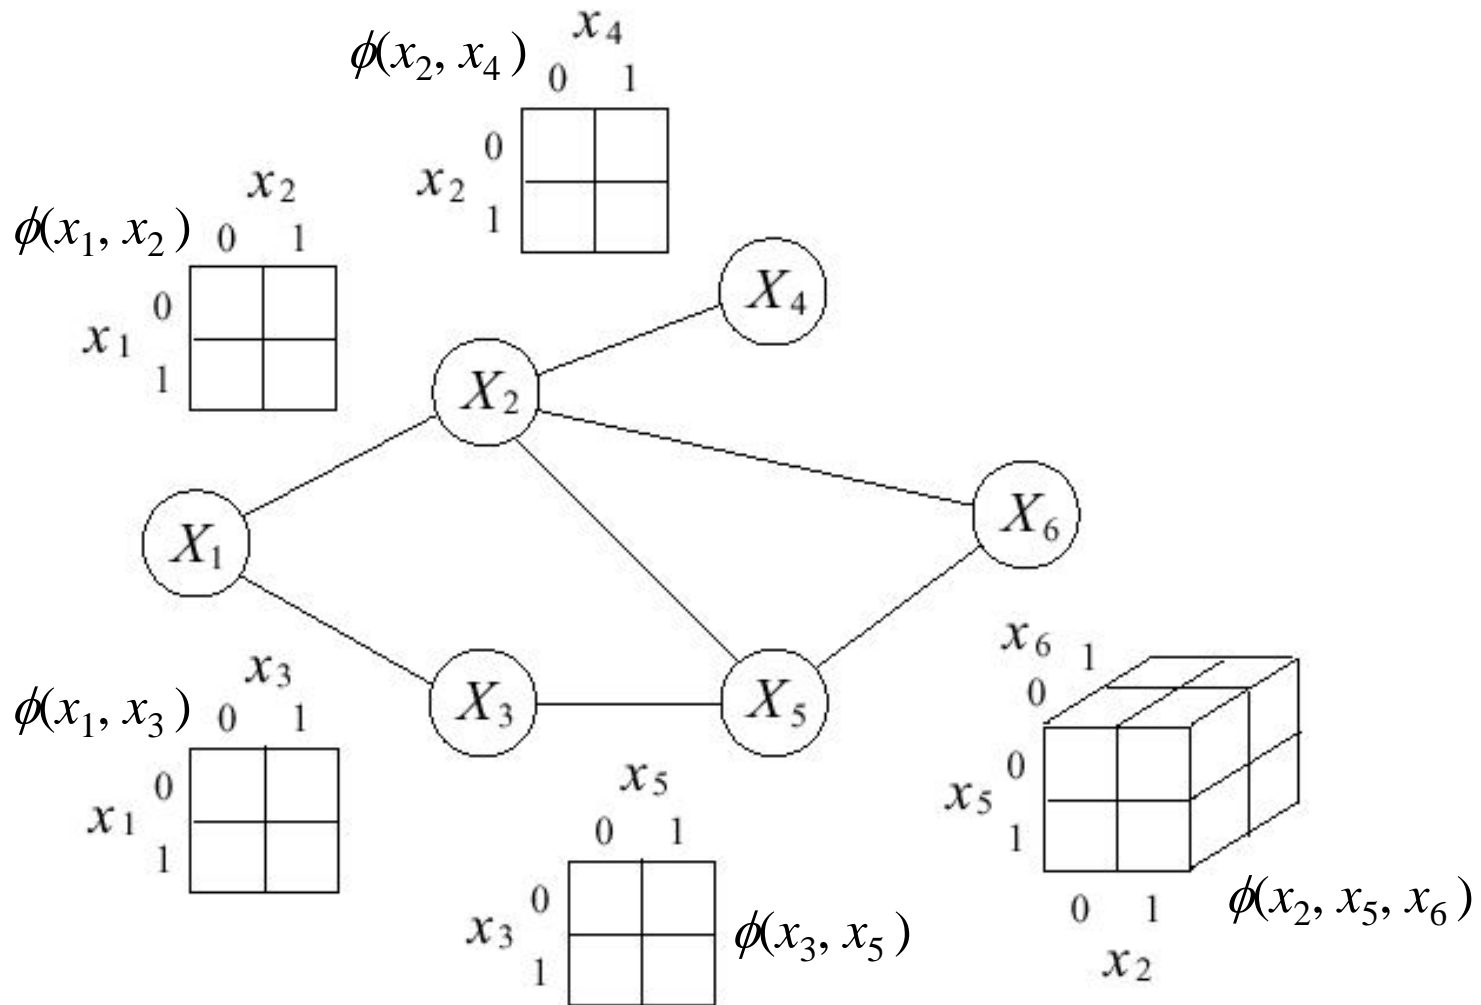 x₄
ϕ(x₂, x₄)
0 1
0
x₂
1
x₂
ϕ(x₁, x₂)
0 1
0
x₁
1
X₄
X₂
X₁
X₆
X₃
X₅
x₃
ϕ(x₁, x₃)
0 1
0
x₁
1
x₅
0 1
0
x₃
1
ϕ(x₃, x₅)
x₆
1
0
0
x₅
1
0 1
x₂
ϕ(x₂, x₅, x₆)